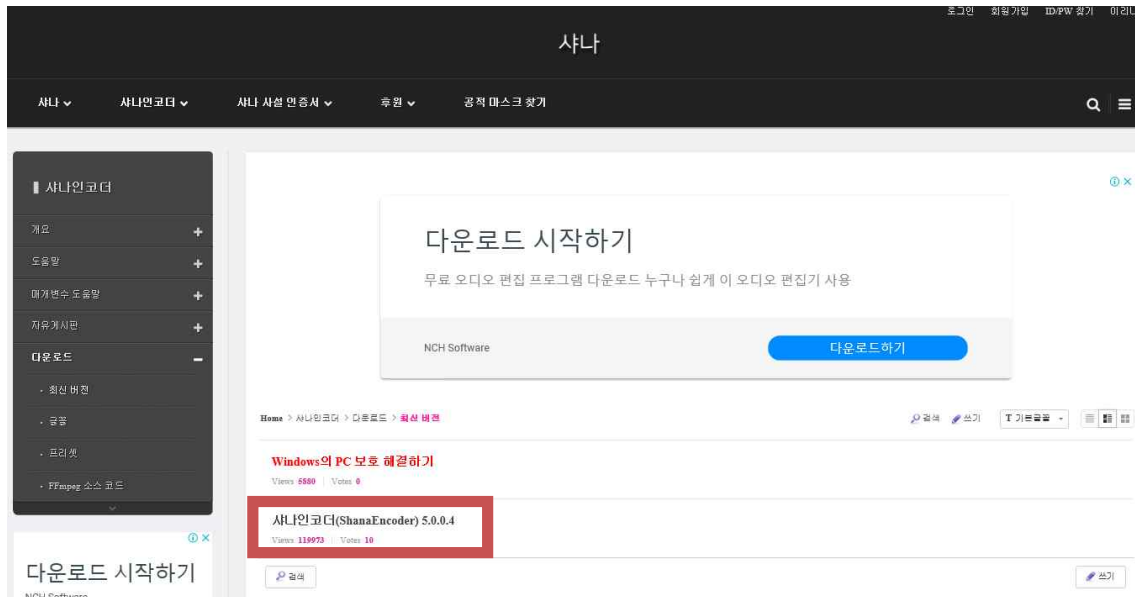 로그인 회원가입 ID/PW 찾기
샤나
샤나 샤나인코더 샤나 사설 인증서 후원 공적 마스크 찾기
샤나인코더
개요
도움말
매개변수 도움말
자유게시판
다운로드
최신 버전
글꼴
프리셋
FFmpeg 소스 코드
다운로드 시작하기
NCH Software
다운로드 시작하기
무료 오디오 편집 프로그램 다운로드 누구나 쉽게 이 오디오 편집기 사용
NCH Software 다운로드하기
Home > 샤나인코더 > 다운로드 > 최신 버전
검색 쓰기 T 기본글꼴
Windows의 PC 보호 해결하기
Views 6880 | Votes 0
샤나인코더(ShanaEncoder) 5.0.0.4
Views 119973 | Votes 10
검색 쓰기